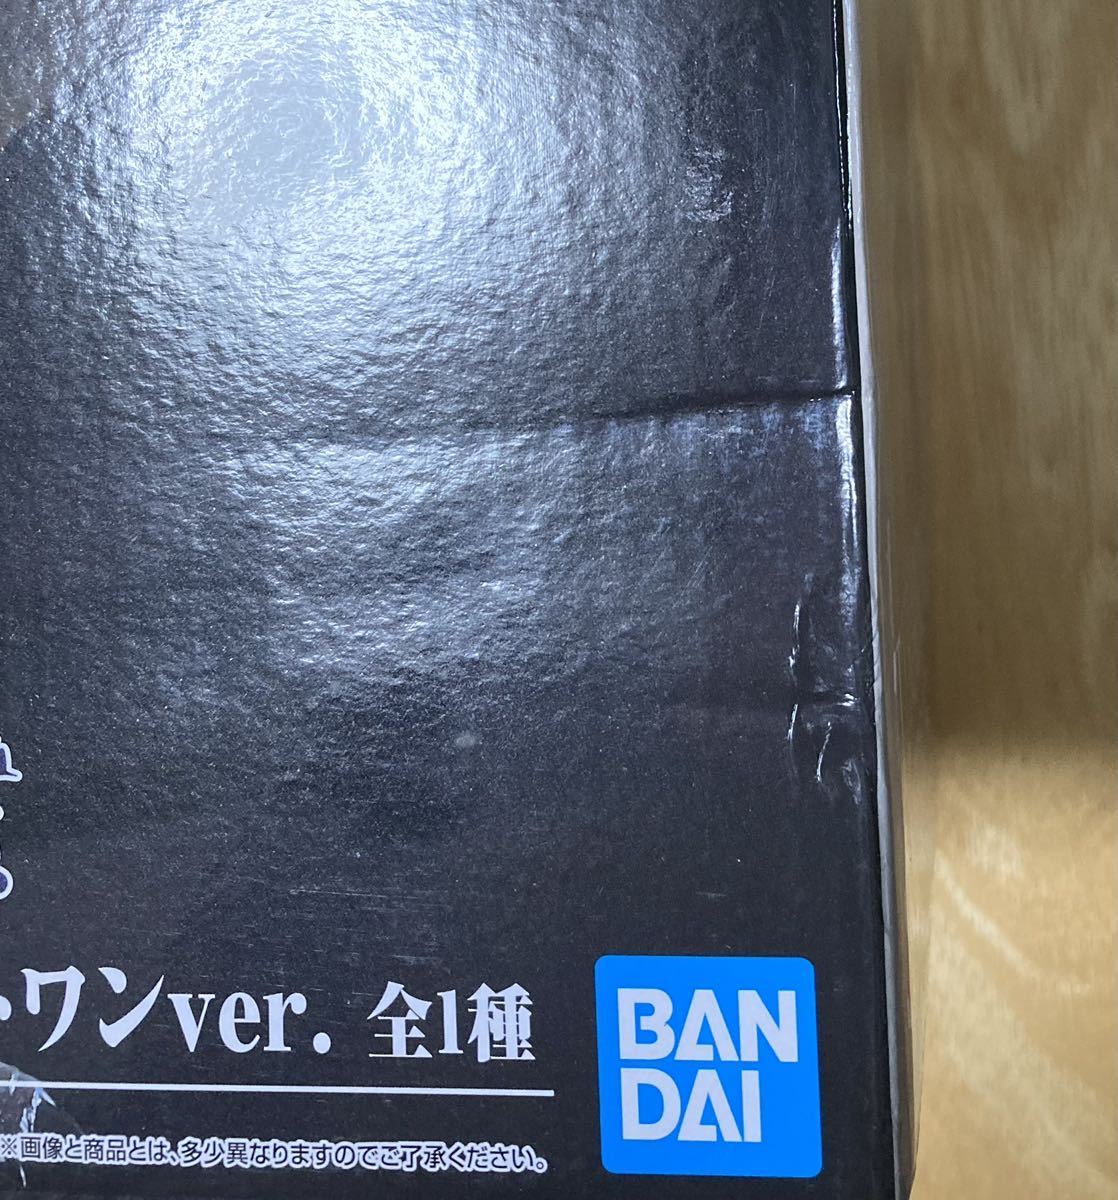 ワンver. 全1種
BAN
DAI
※画像と商品とは、多少異なりますのでご了承ください。